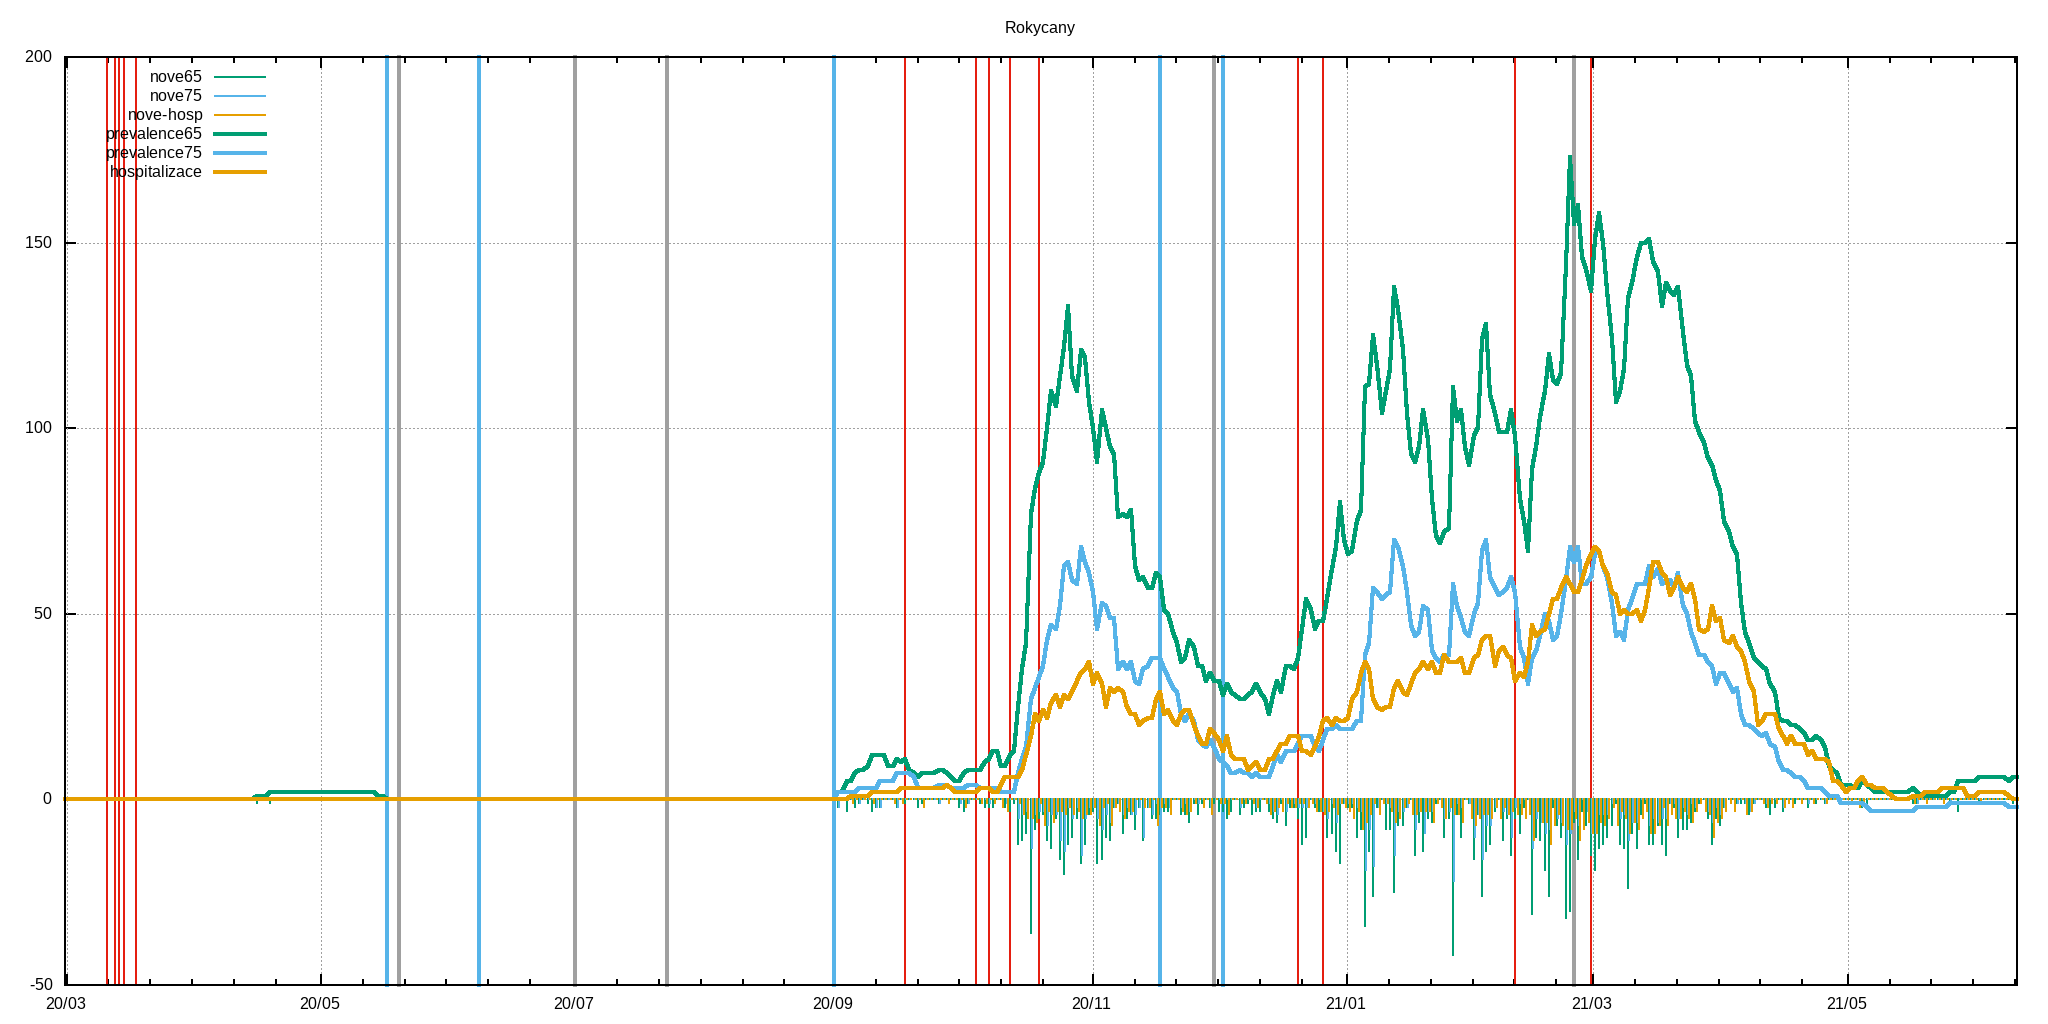 Rokycany
200
150
100
50
0
-50
nove65
nove75
nove-hosp
prevalence65
prevalence75
hospitalizace
20/03 20/05 20/07 20/09 20/11 21/01 21/03 21/05